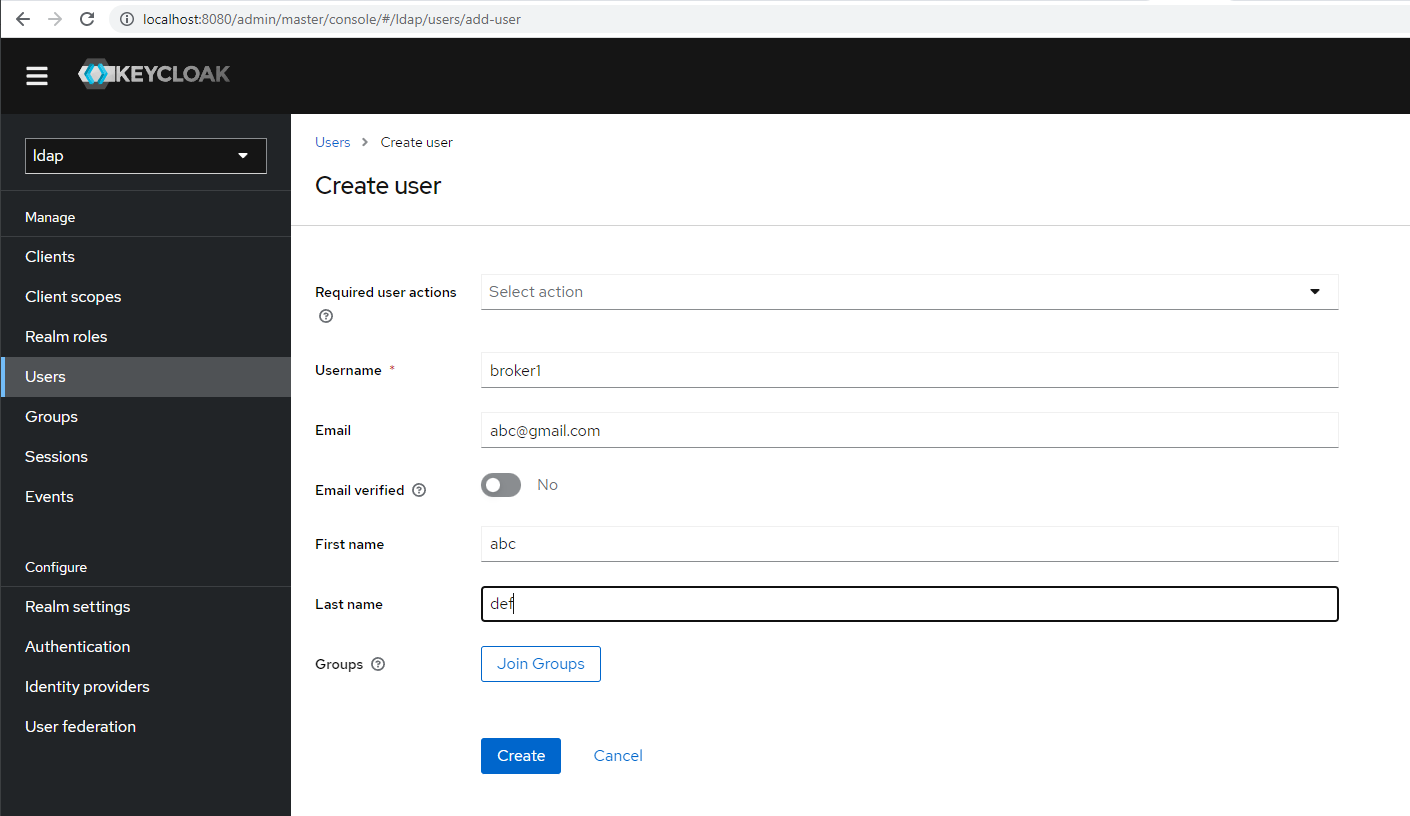 localhost:8080/admin/master/console/#/ldap/users/add-user
KEYCLOAK
ldap
Manage
Clients
Client scopes
Realm roles
Users
Groups
Sessions
Events
Configure
Realm settings
Authentication
Identity providers
User federation
Users > Create user
Create user
Required user actions
Select action
Username *
broker1
Email
abc@gmail.com
Email verified
No
First name
abc
Last name
def
Groups
Join Groups
Create
Cancel